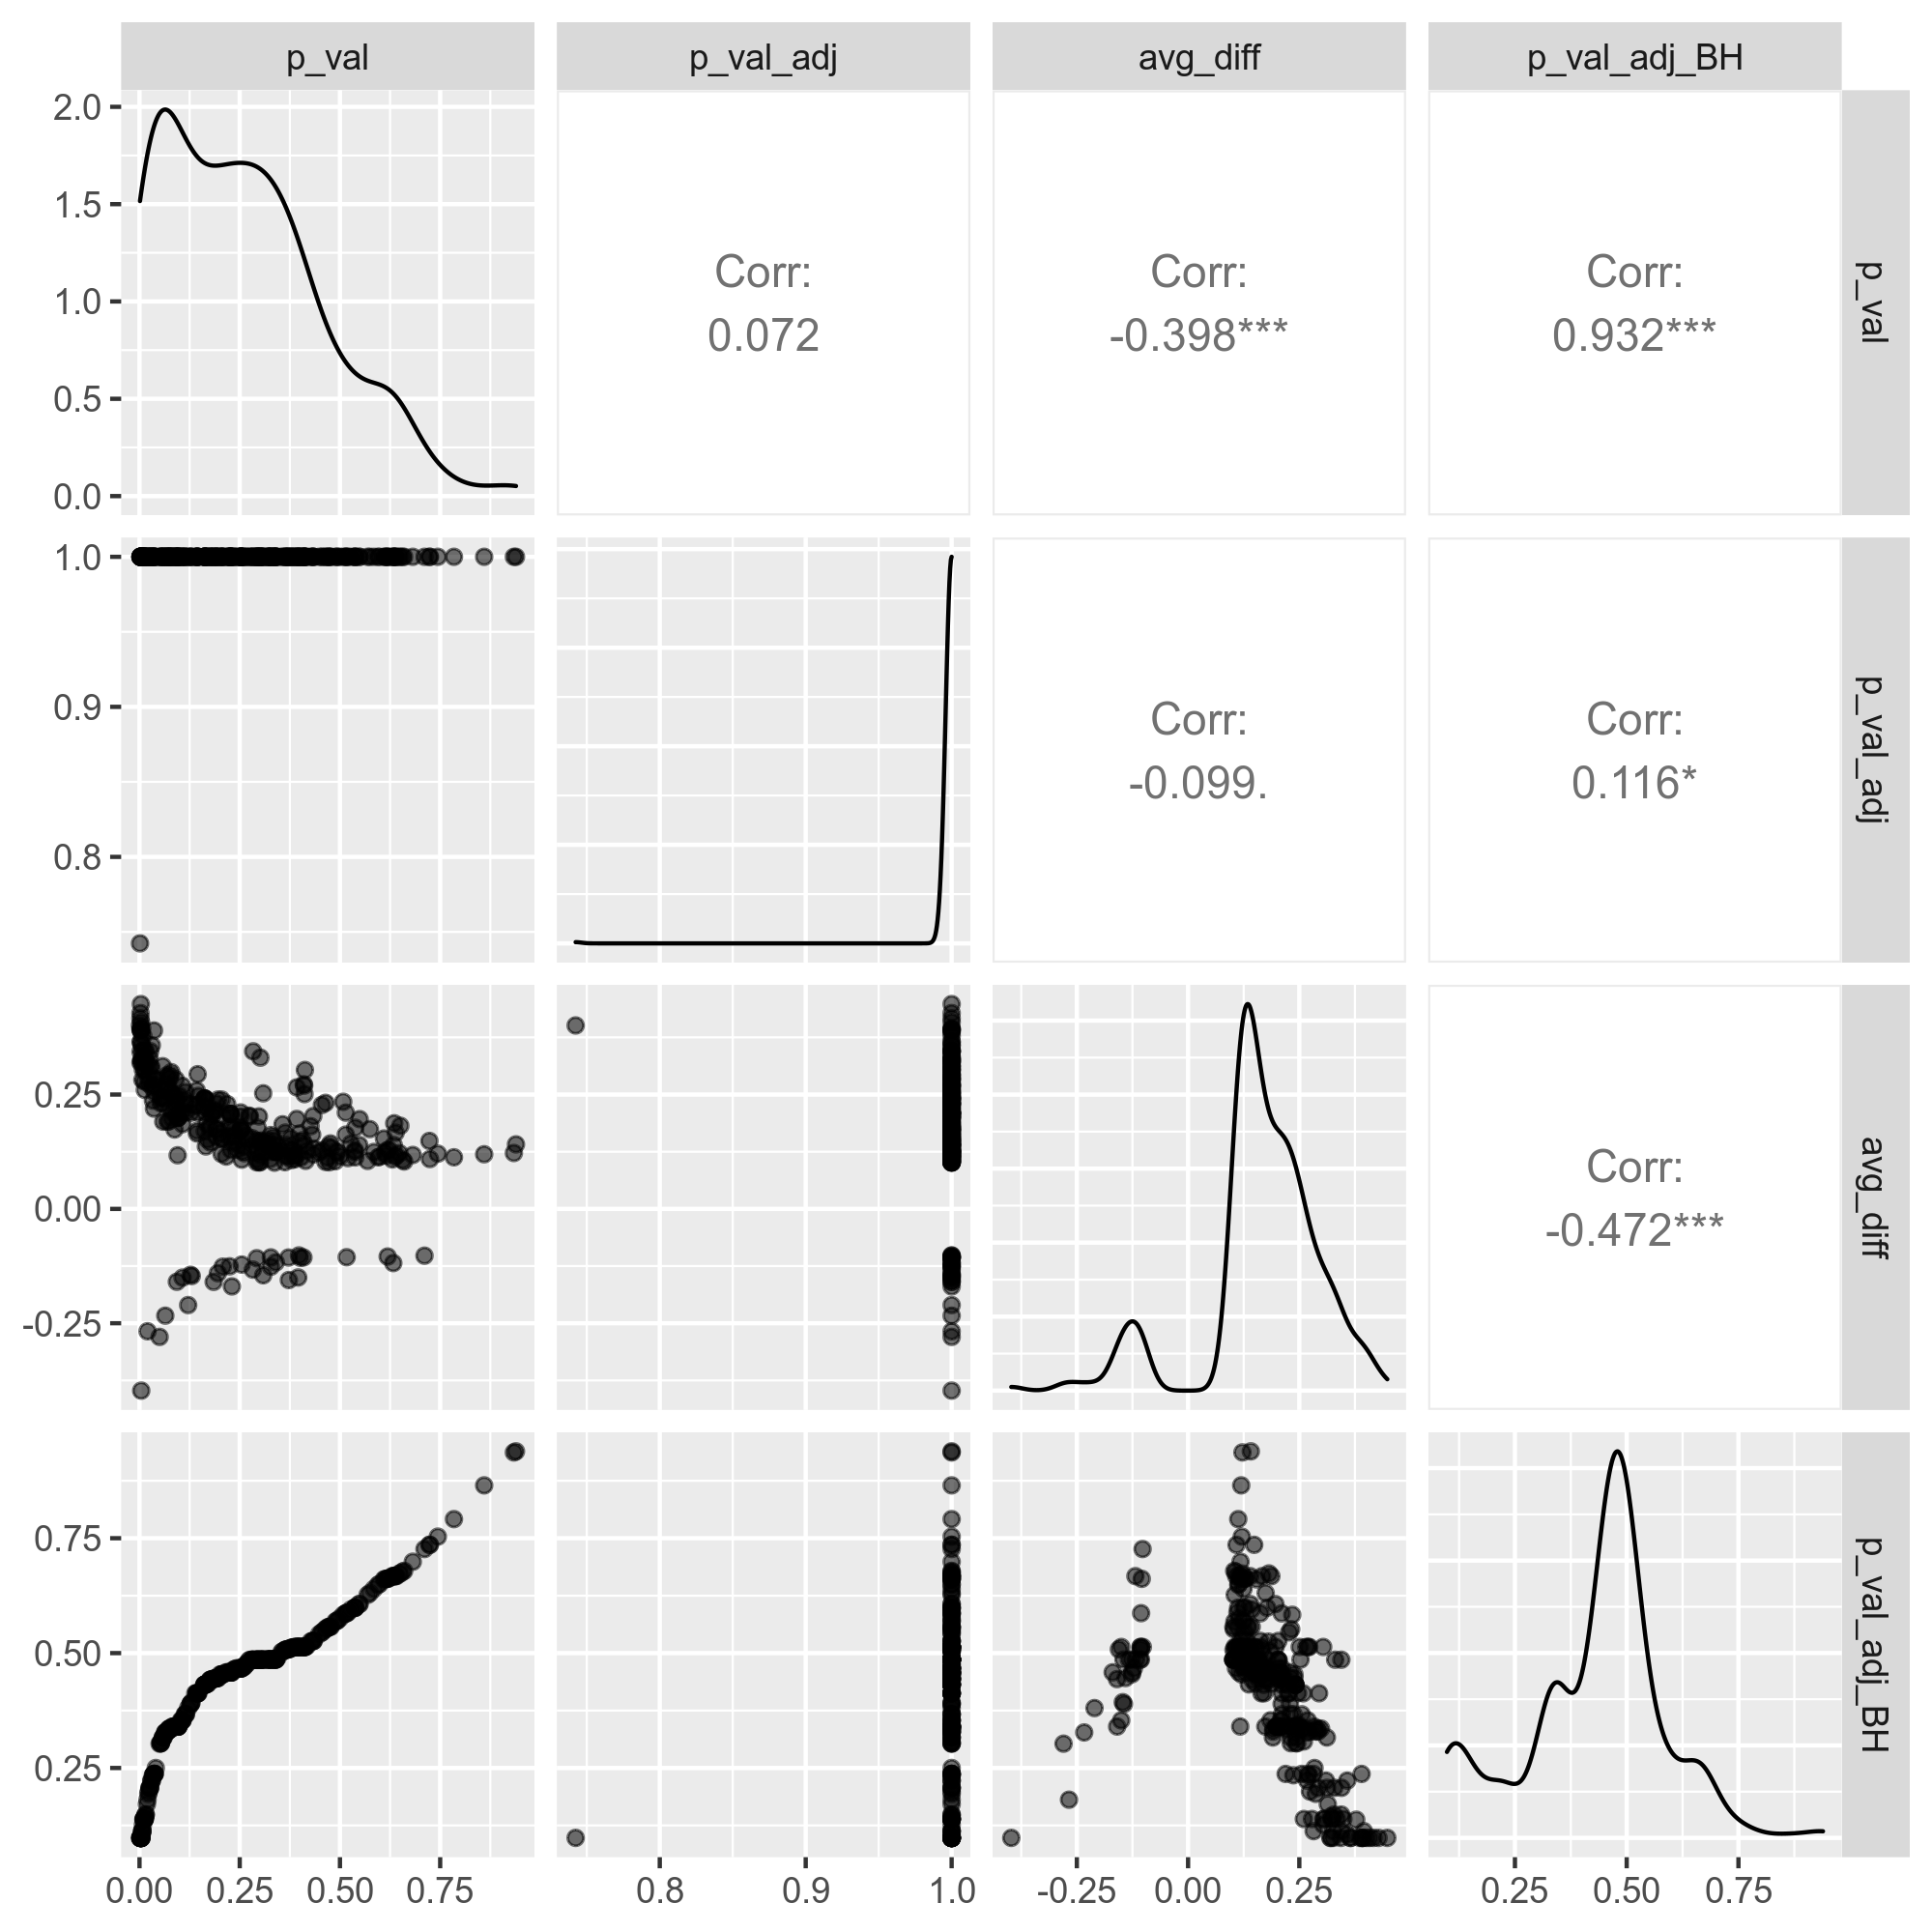 p_val p_val_adj avg_diff p_val_adj_BH
2.0
1.5
1.0
0.5
0.0
Corr:
0.072
Corr:
-0.398***
Corr:
0.932***
p_val
1.0
0.9
0.8
Corr:
-0.099.
Corr:
0.116*
p_val_adj
0.25
0.00
-0.25
Corr:
-0.472***
avg_diff
0.75
0.50
0.25
p_val_adj_BH
0.00 0.25 0.50 0.75
0.8 0.9 1.0
-0.25 0.00 0.25
0.25 0.50 0.75